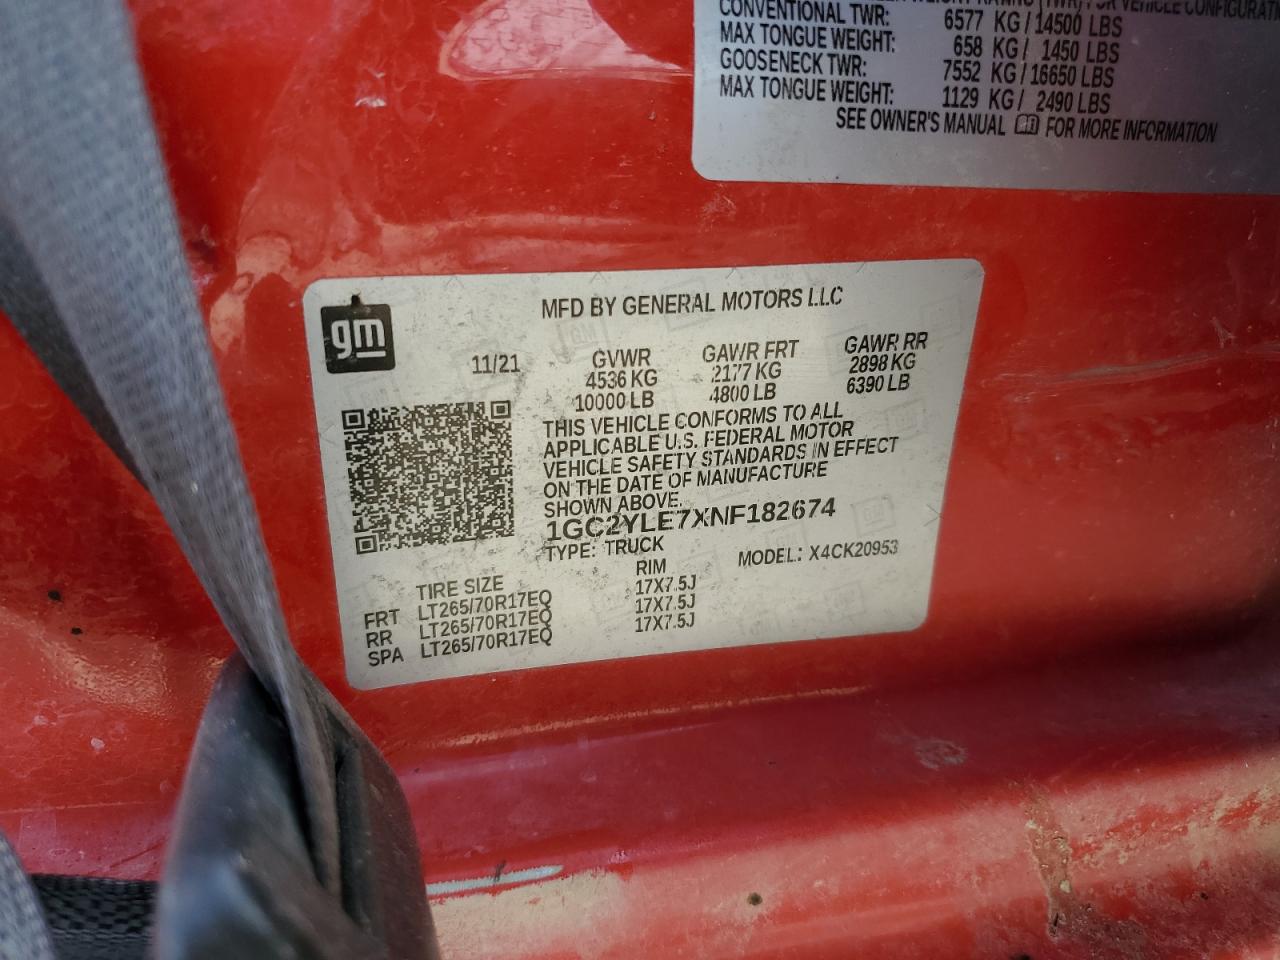 CONVENTIONAL TWR: 6577 KG / 14500 LBS
MAX TONGUE WEIGHT: 658 KG / 1450 LBS
GOOSENECK TWR: 7552 KG / 16650 LBS
MAX TONGUE WEIGHT: 1129 KG / 2490 LBS
SEE OWNER'S MANUAL FOR MORE INFORMATION
gm
MFD BY GENERAL MOTORS LLC
11/21 GVWR GAWR FRT GAWR RR
4536 KG 2177 KG 2898 KG
10000 LB 4800 LB 6390 LB
THIS VEHICLE CONFORMS TO ALL
APPLICABLE U.S. FEDERAL MOTOR
VEHICLE SAFETY STANDARDS IN EFFECT
ON THE DATE OF MANUFACTURE
SHOWN ABOVE.
1GC2YLE7XNF182674
TYPE: TRUCK MODEL: X4CK20953
TIRE SIZE RIM
FRT LT265/70R17EQ 17X7.5J
RR LT265/70R17EQ 17X7.5J
SPA LT265/70R17EQ 17X7.5J